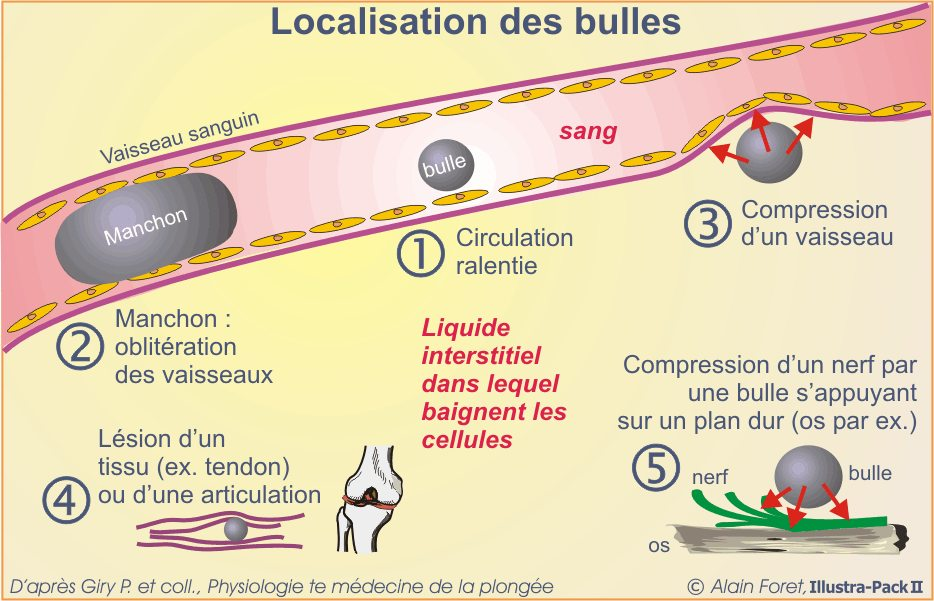 Localisation des bulles
Vaisseau sanguin
sang
bulle
Manchon
1 Circulation
ralentie
3 Compression
d'un vaisseau
2 Manchon :
oblitération
des vaisseaux
Liquide
interstitiel
dans lequel
baignent les
cellules
4 Lésion d'un
tissu (ex. tendon)
ou d'une articulation
Compression d'un nerf par
une bulle s'appuyant
sur un plan dur (os par ex.)
5
nerf
bulle
os
D'après Giry P. et coll., Physiologie te médecine de la plongée
© Alain Foret, Illustra-Pack II